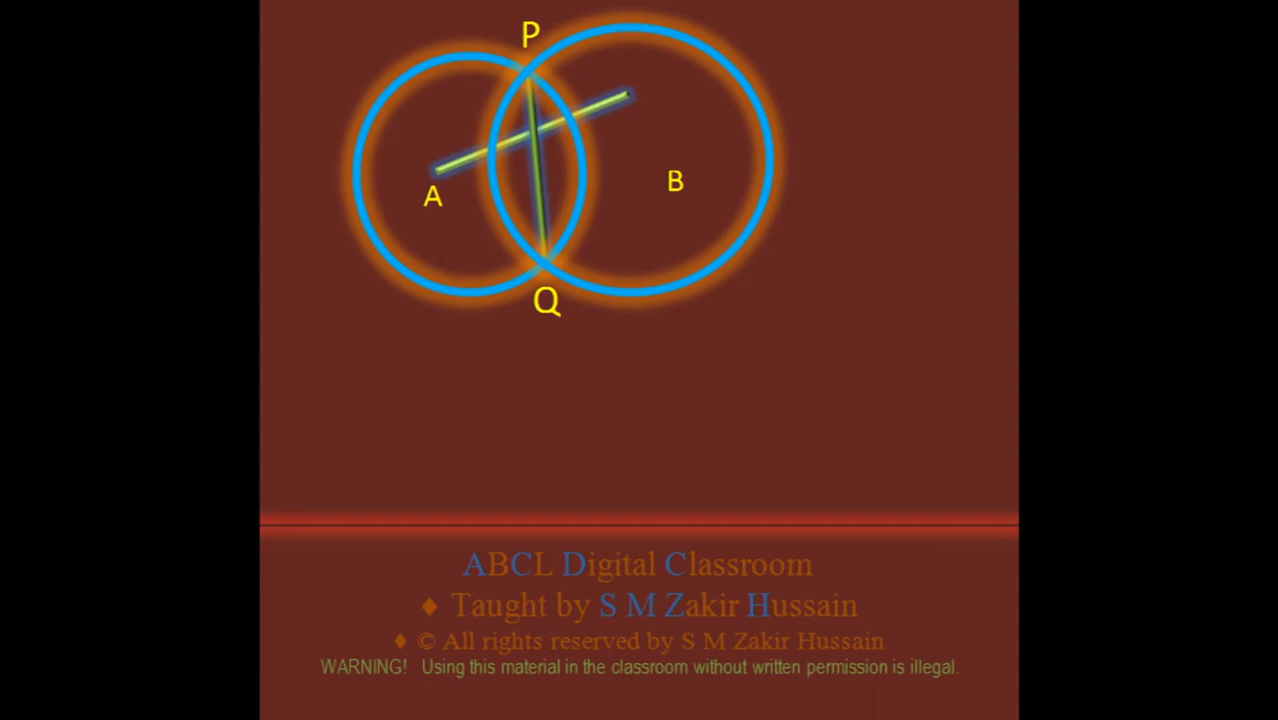 P
A
B
Q
ABCL Digital Classroom
♦ Taught by S M Zakir Hussain
♦ © All rights reserved by S M Zakir Hussain
WARNING! Using this material in the classroom without written permission is illegal.